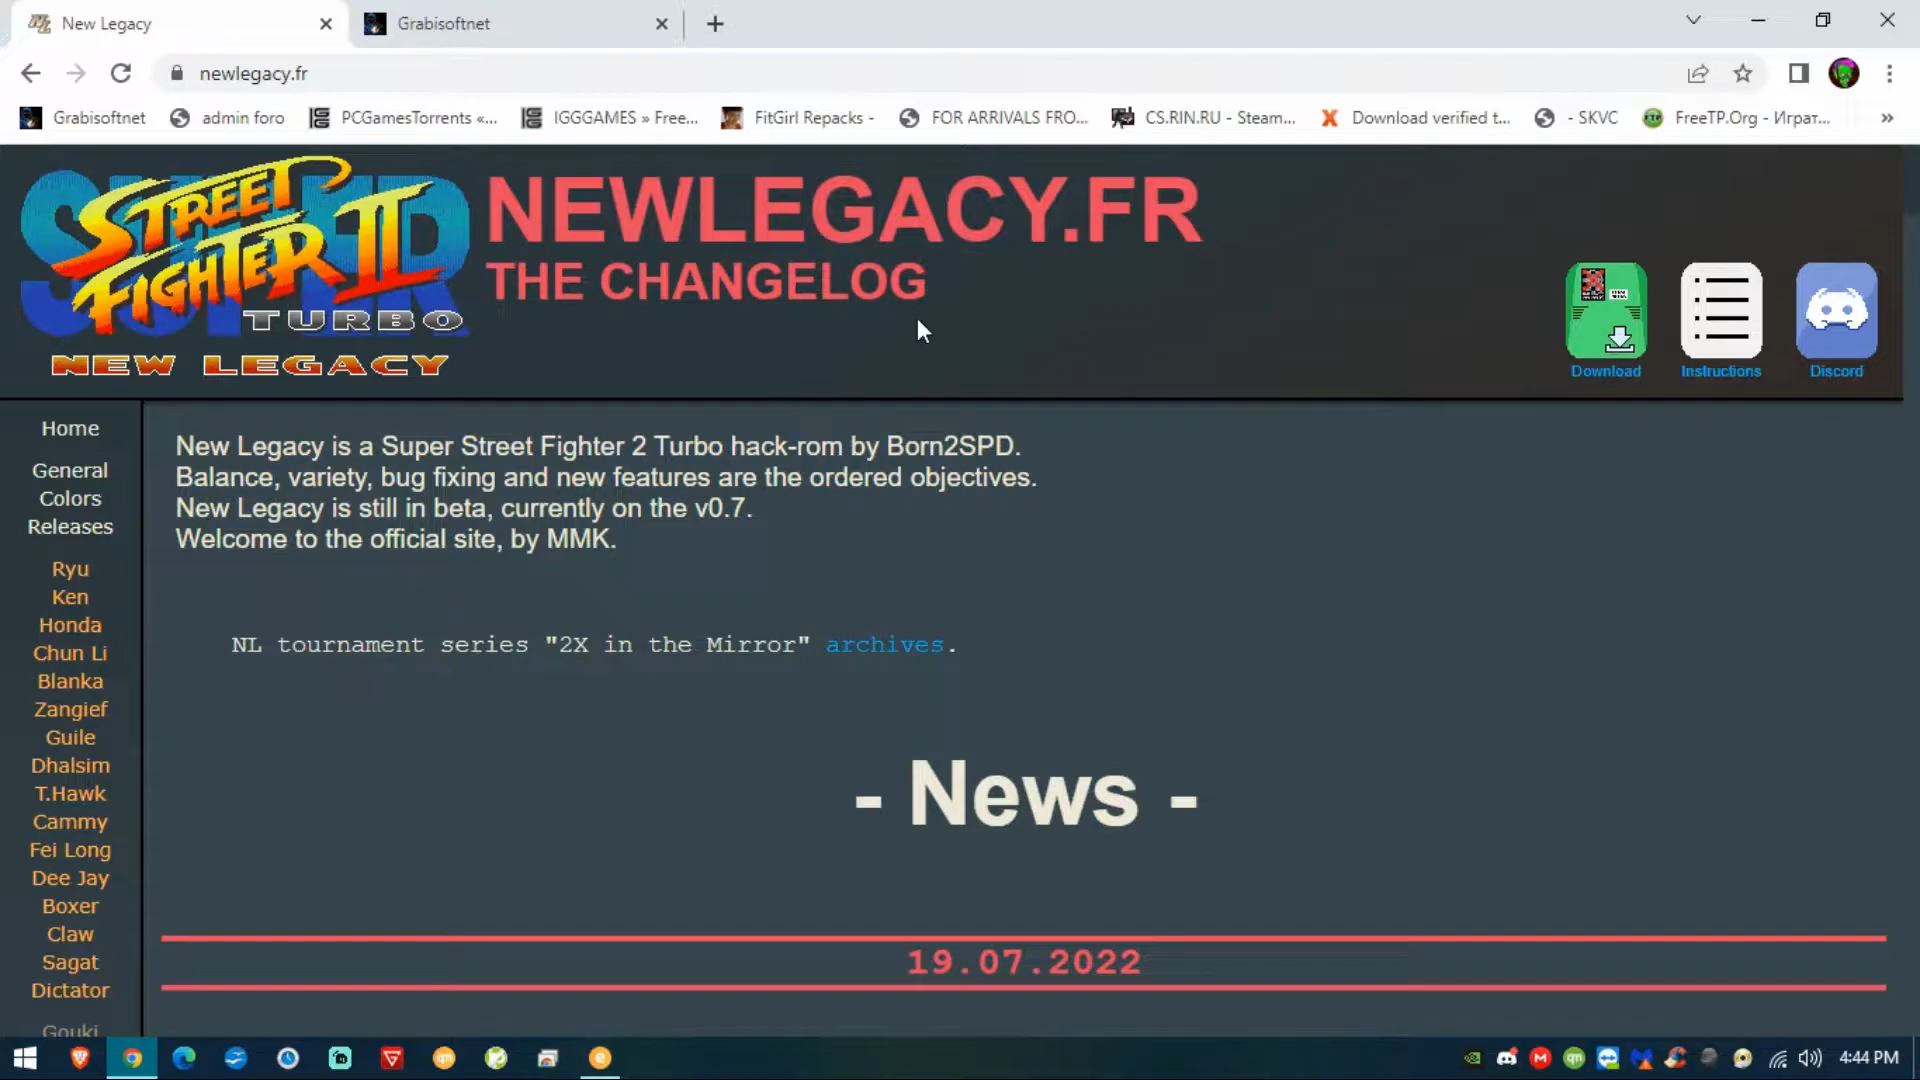 New Legacy
Grabisoftnet
newlegacy.fr
Grabisoftnet
admin foro
PCGamesTorrents «...
IGGGAMES » Free...
FitGirl Repacks -
FOR ARRIVALS FRO...
CS.RIN.RU - Steam...
Download verified t...
- SKVC
FreeTP.Org - Играт...
»
SUPER
STREET
FIGHTER II
TURBO
NEW LEGACY
NEWLEGACY.FR
THE CHANGELOG
Download
Instructions
Discord
Home
General
Colors
Releases
Ryu
Ken
Honda
Chun Li
Blanka
Zangief
Guile
Dhalsim
T.Hawk
Cammy
Fei Long
Dee Jay
Boxer
Claw
Sagat
Dictator
Gouki
New Legacy is a Super Street Fighter 2 Turbo hack-rom by Born2SPD.
Balance, variety, bug fixing and new features are the ordered objectives.
New Legacy is still in beta, currently on the v0.7.
Welcome to the official site, by MMK.
NL tournament series "2X in the Mirror" archives.
- News -
19.07.2022
4:44 PM